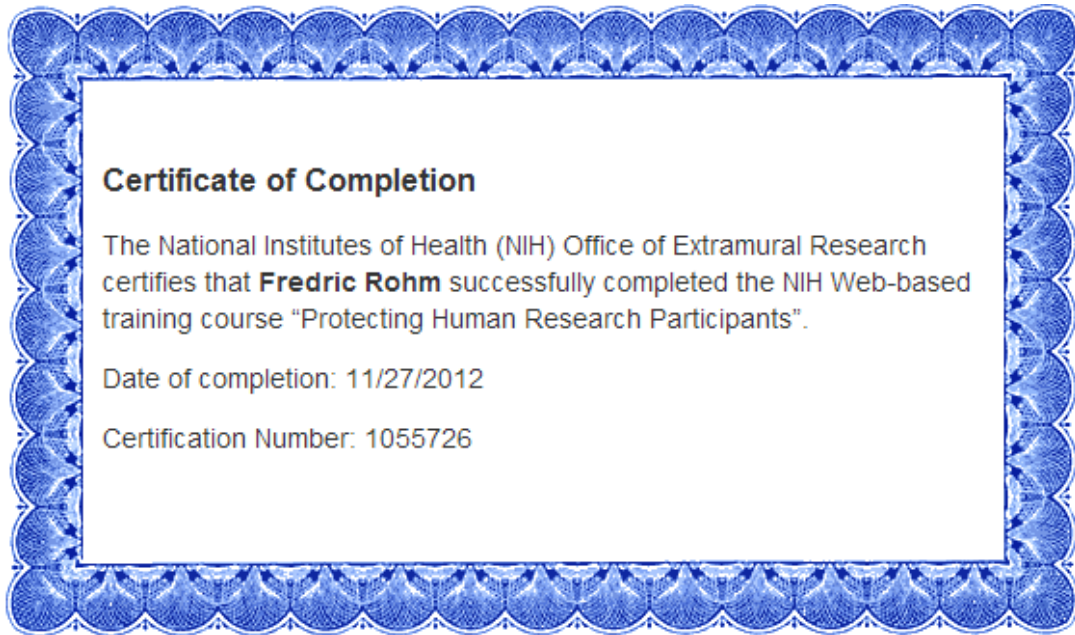 Certificate of Completion
The National Institutes of Health (NIH) Office of Extramural Research
certifies that Fredric Rohm successfully completed the NIH Web-based
training course “Protecting Human Research Participants”.
Date of completion: 11/27/2012
Certification Number: 1055726